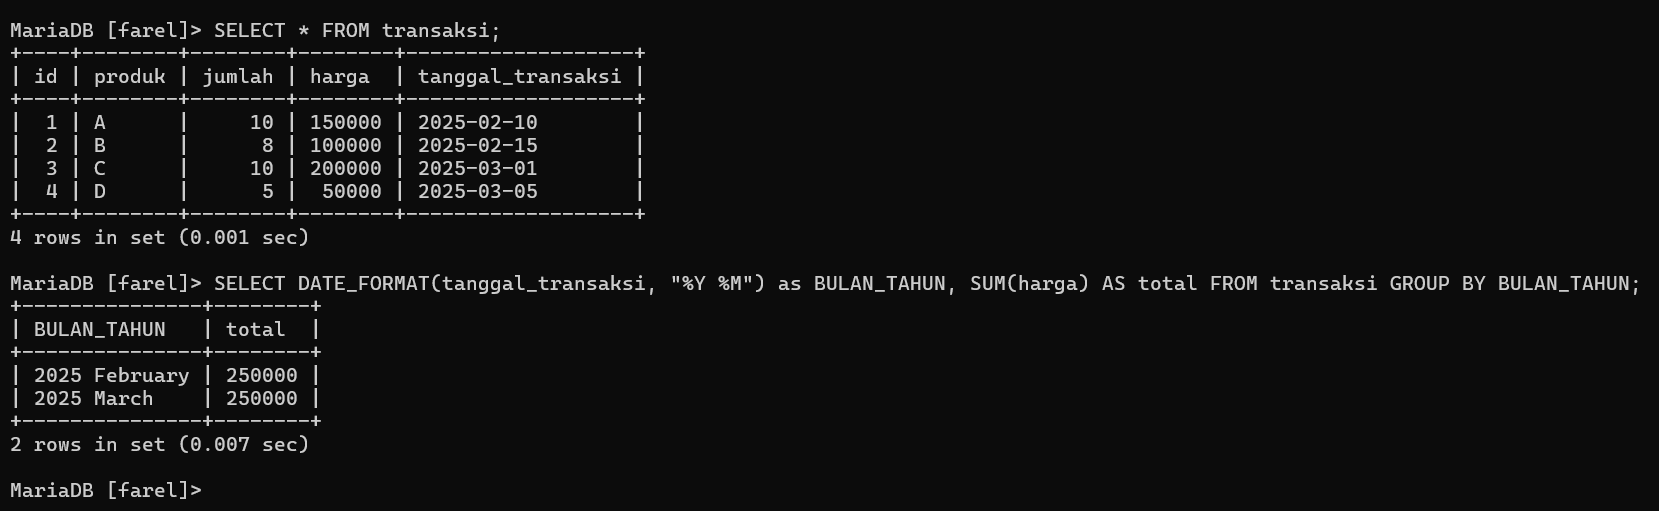 MariaDB [farel]> SELECT * FROM transaksi;
+----+--------+--------+--------+-------------------+
| id | produk | jumlah | harga  | tanggal_transaksi |
+----+--------+--------+--------+-------------------+
|  1 | A      |     10 | 150000 | 2025-02-10        |
|  2 | B      |      8 | 100000 | 2025-02-15        |
|  3 | C      |     10 | 200000 | 2025-03-01        |
|  4 | D      |      5 |  50000 | 2025-03-05        |
+----+--------+--------+--------+-------------------+
4 rows in set (0.001 sec)
MariaDB [farel]> SELECT DATE_FORMAT(tanggal_transaksi, "%Y %M") as BULAN_TAHUN, SUM(harga) AS total FROM transaksi GROUP BY BULAN_TAHUN;
+---------------+--------+
| BULAN_TAHUN   | total  |
+---------------+--------+
| 2025 February | 250000 |
| 2025 March    | 250000 |
+---------------+--------+
2 rows in set (0.007 sec)
MariaDB [farel]>